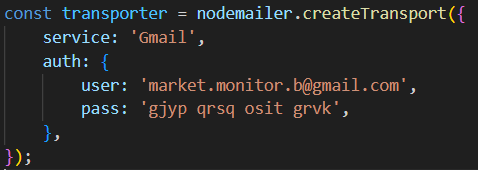 const transporter = nodemailer.createTransport({
    service: 'Gmail',
    auth: {
        user: 'market.monitor.b@gmail.com',
        pass: 'gjyp qrsq osit grvk',
    },
});